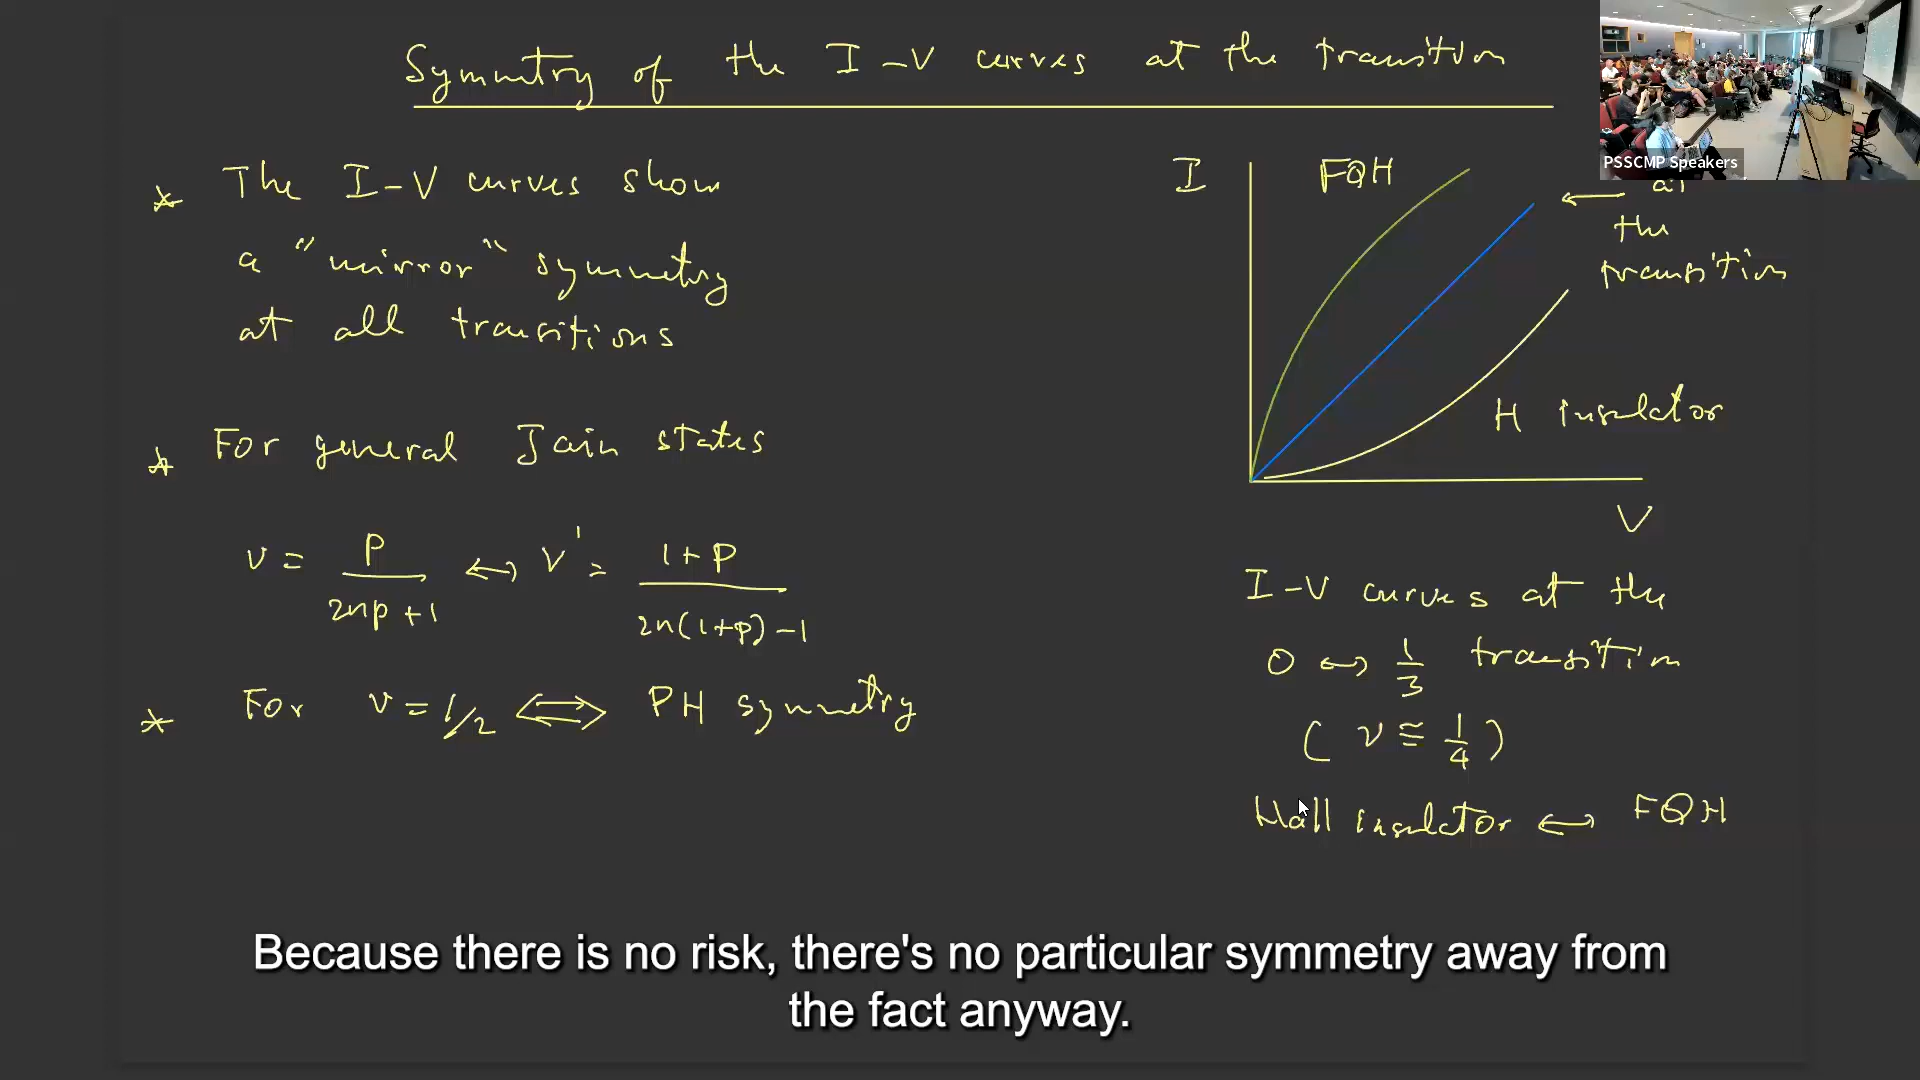 Symmetry of the I-V curves at the transition
PSSCMP Speakers
* The I-V curves show
a "mirror" symmetry
at all transitions
* For general Jain states
ν = p/(2np+1) ↔ ν' = (1+p)/(2n(1+p)-1)
* For ν = 1/2 ⟺ PH symmetry
I
FQH
← at
the
transition
H insulator
V
I-V curves at the
0 ↔ 1/3 transition
(ν ≅ 1/4)
Hall insulator ↔ FQH
Because there is no risk, there's no particular symmetry away from
the fact anyway.